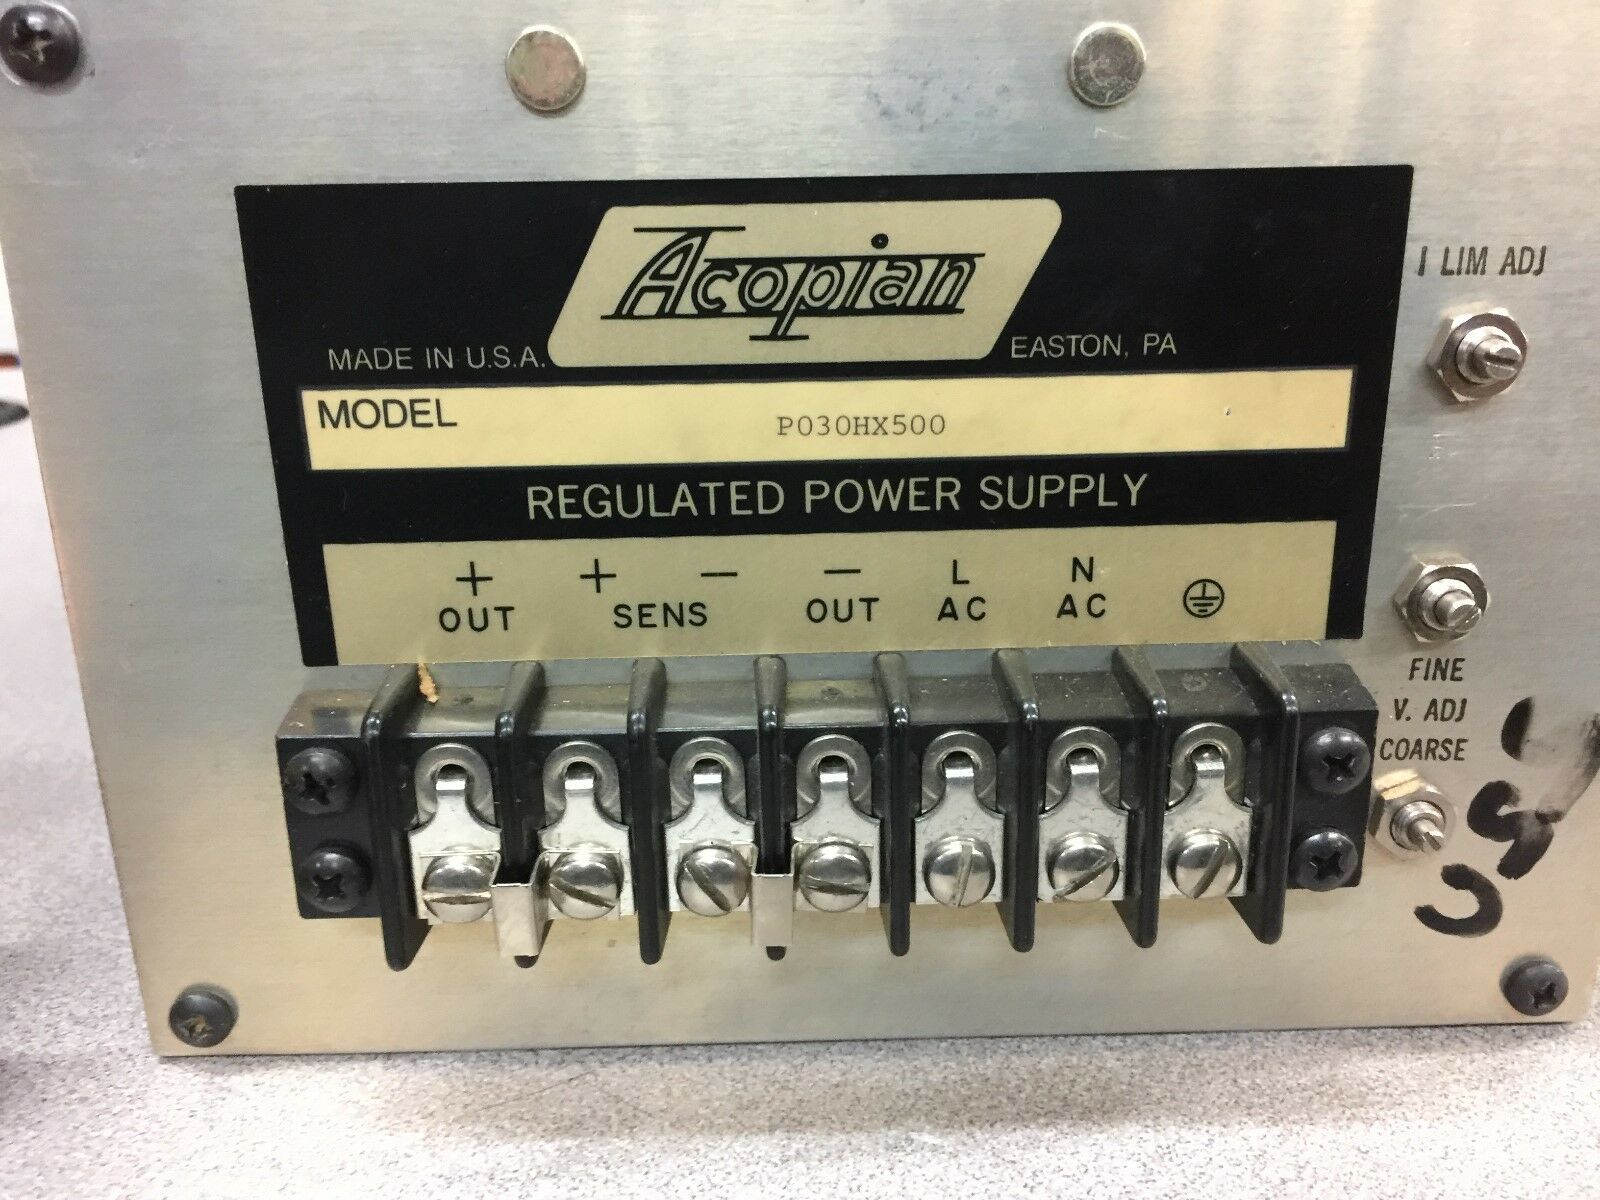 Acopian
MADE IN U.S.A.
EASTON, PA
MODEL
P030HX500
REGULATED POWER SUPPLY
+ + − − L N
OUT SENS OUT AC AC
I LIM ADJ
FINE
V. ADJ
COARSE